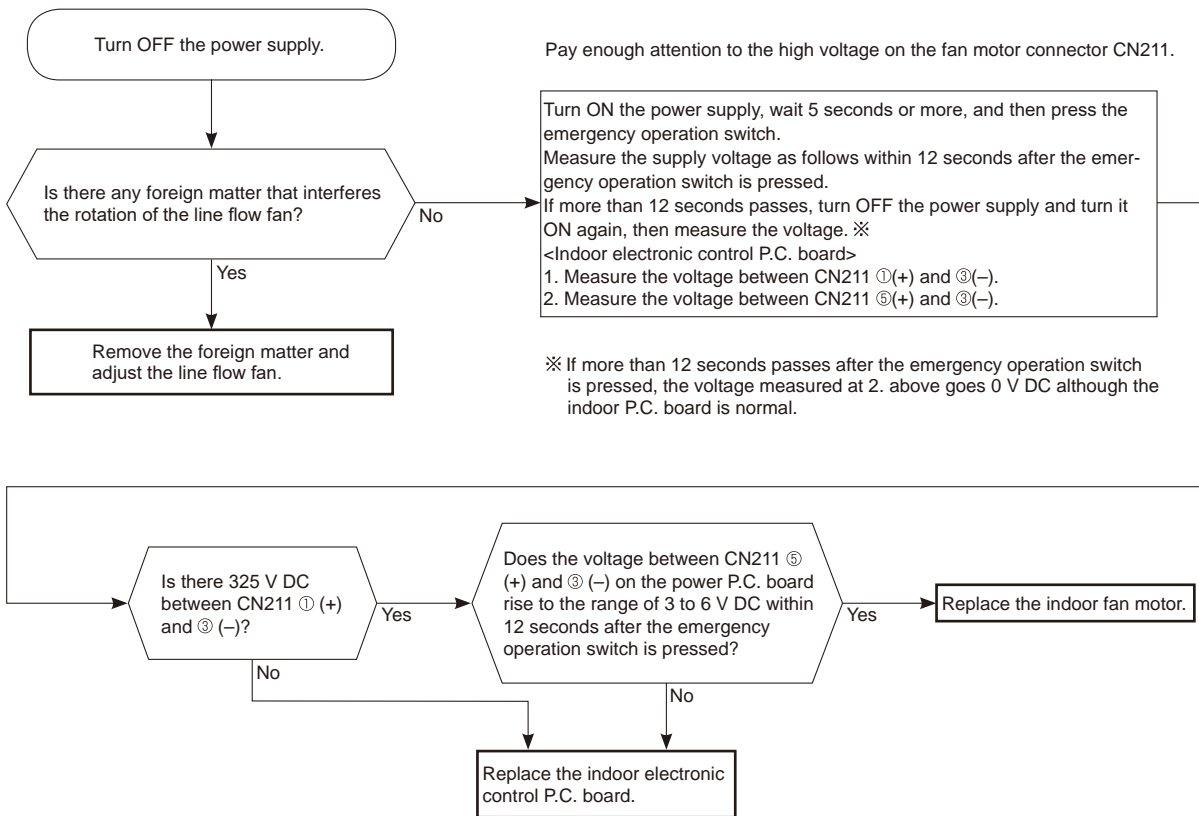 Turn OFF the power supply.
Pay enough attention to the high voltage on the fan motor connector CN211.
Is there any foreign matter that interferes
the rotation of the line flow fan?
No
Yes
Remove the foreign matter and
adjust the line flow fan.
Turn ON the power supply, wait 5 seconds or more, and then press the
emergency operation switch.
Measure the supply voltage as follows within 12 seconds after the emer-
gency operation switch is pressed.
If more than 12 seconds passes, turn OFF the power supply and turn it
ON again, then measure the voltage. ※
<Indoor electronic control P.C. board>
1. Measure the voltage between CN211 ①(+) and ③(–).
2. Measure the voltage between CN211 ⑤(+) and ③(–).
※ If more than 12 seconds passes after the emergency operation switch
is pressed, the voltage measured at 2. above goes 0 V DC although the
indoor P.C. board is normal.
Is there 325 V DC
between CN211 ① (+)
and ③ (–)?
Yes
No
Does the voltage between CN211 ⑤
(+) and ③ (–) on the power P.C. board
rise to the range of 3 to 6 V DC within
12 seconds after the emergency
operation switch is pressed?
Yes
No
Replace the indoor fan motor.
Replace the indoor electronic
control P.C. board.